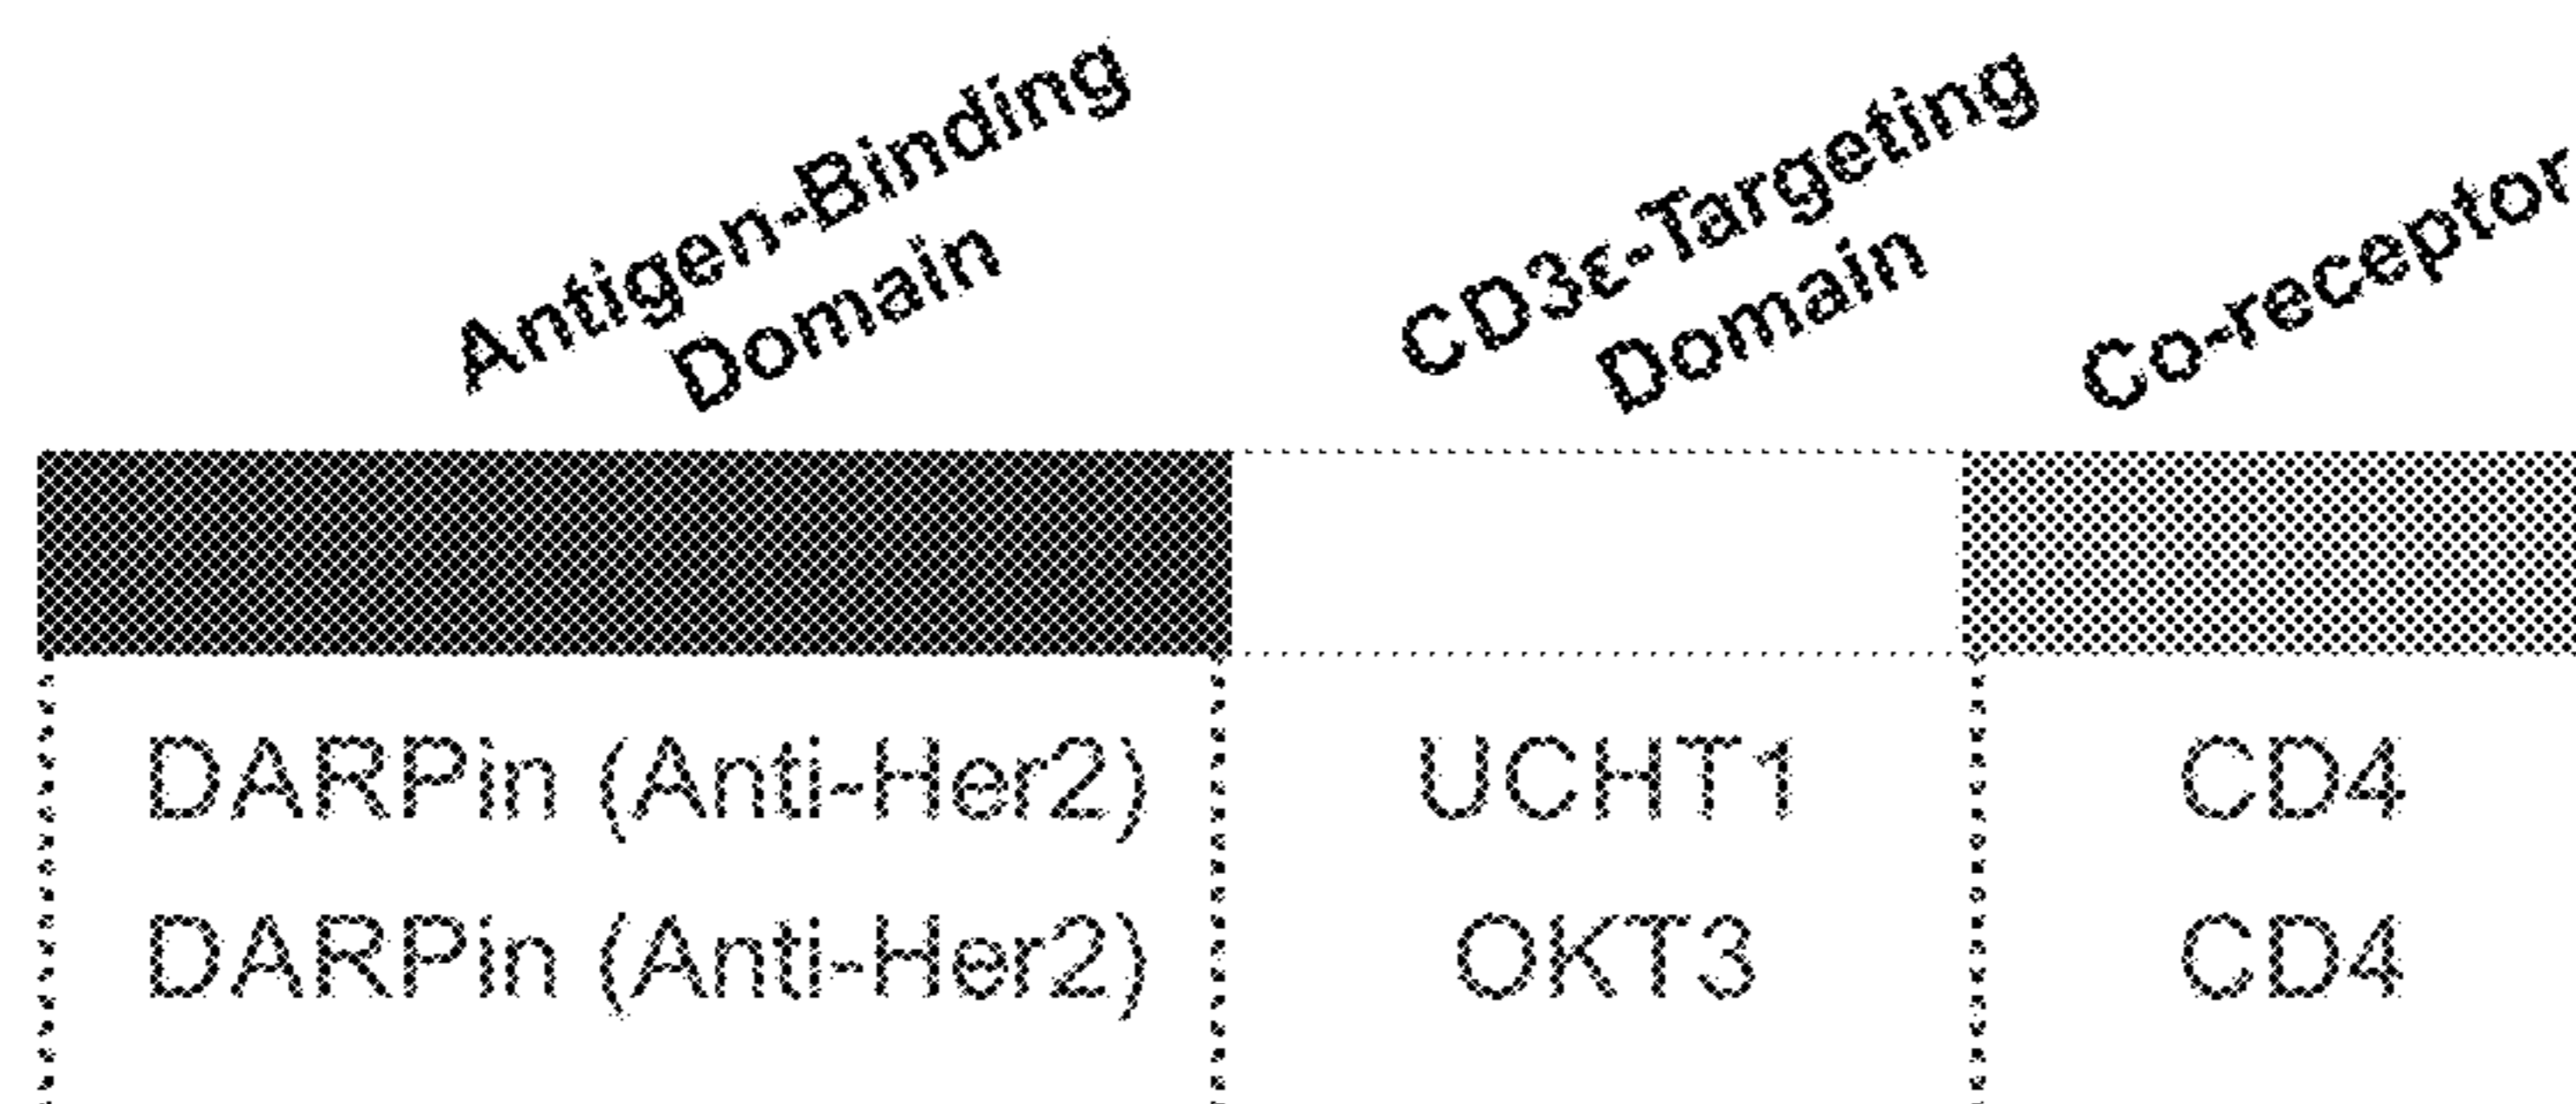 Antigen-Binding
Domain
CD3ε-Targeting
Domain
Co-receptor
DARPin (Anti-Her2) UCHT1 CD4
DARPin (Anti-Her2) OKT3 CD4